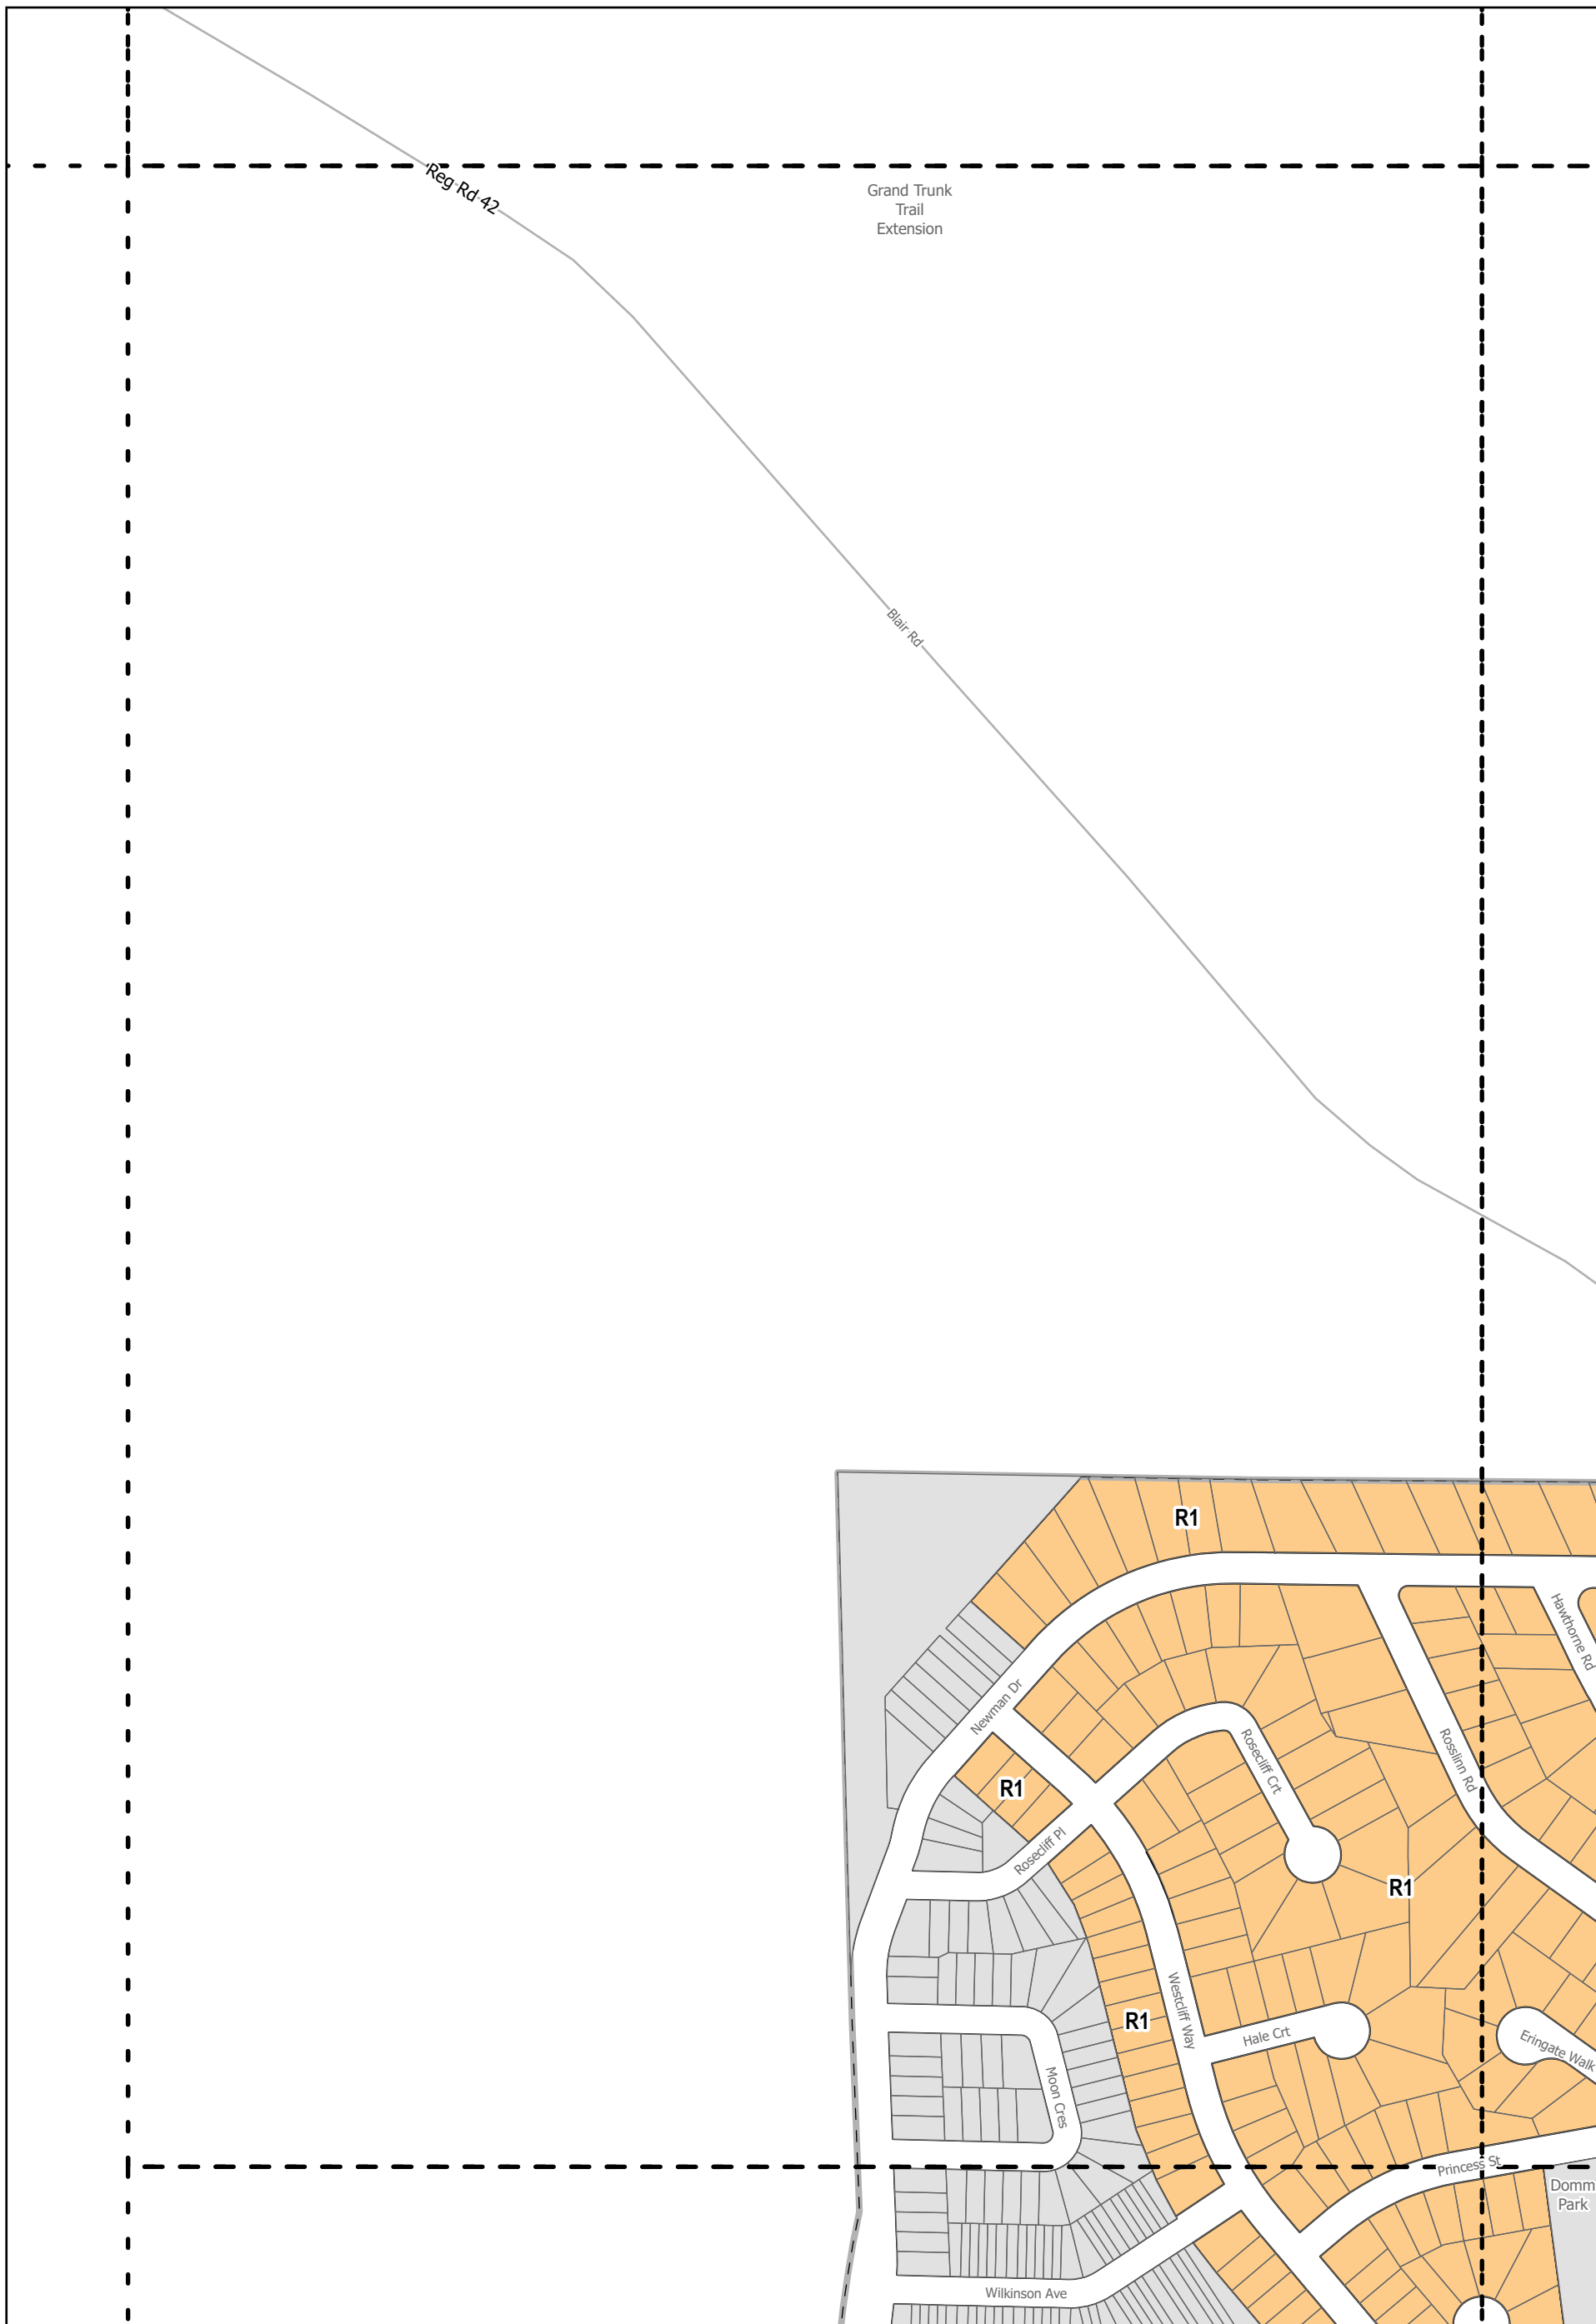 Reg Rd 42
Grand Trunk
Trail
Extension
Blair Rd
R1
Hawthorne Rd
Newman Dr
Rosecliff Crt
Rosslinn Rd
R1
Rosecliff Pl
R1
Westcliff Way
R1
Hale Crt
Eringate Walk
Moon Cres
Princess St
Domm
Park
Wilkinson Ave